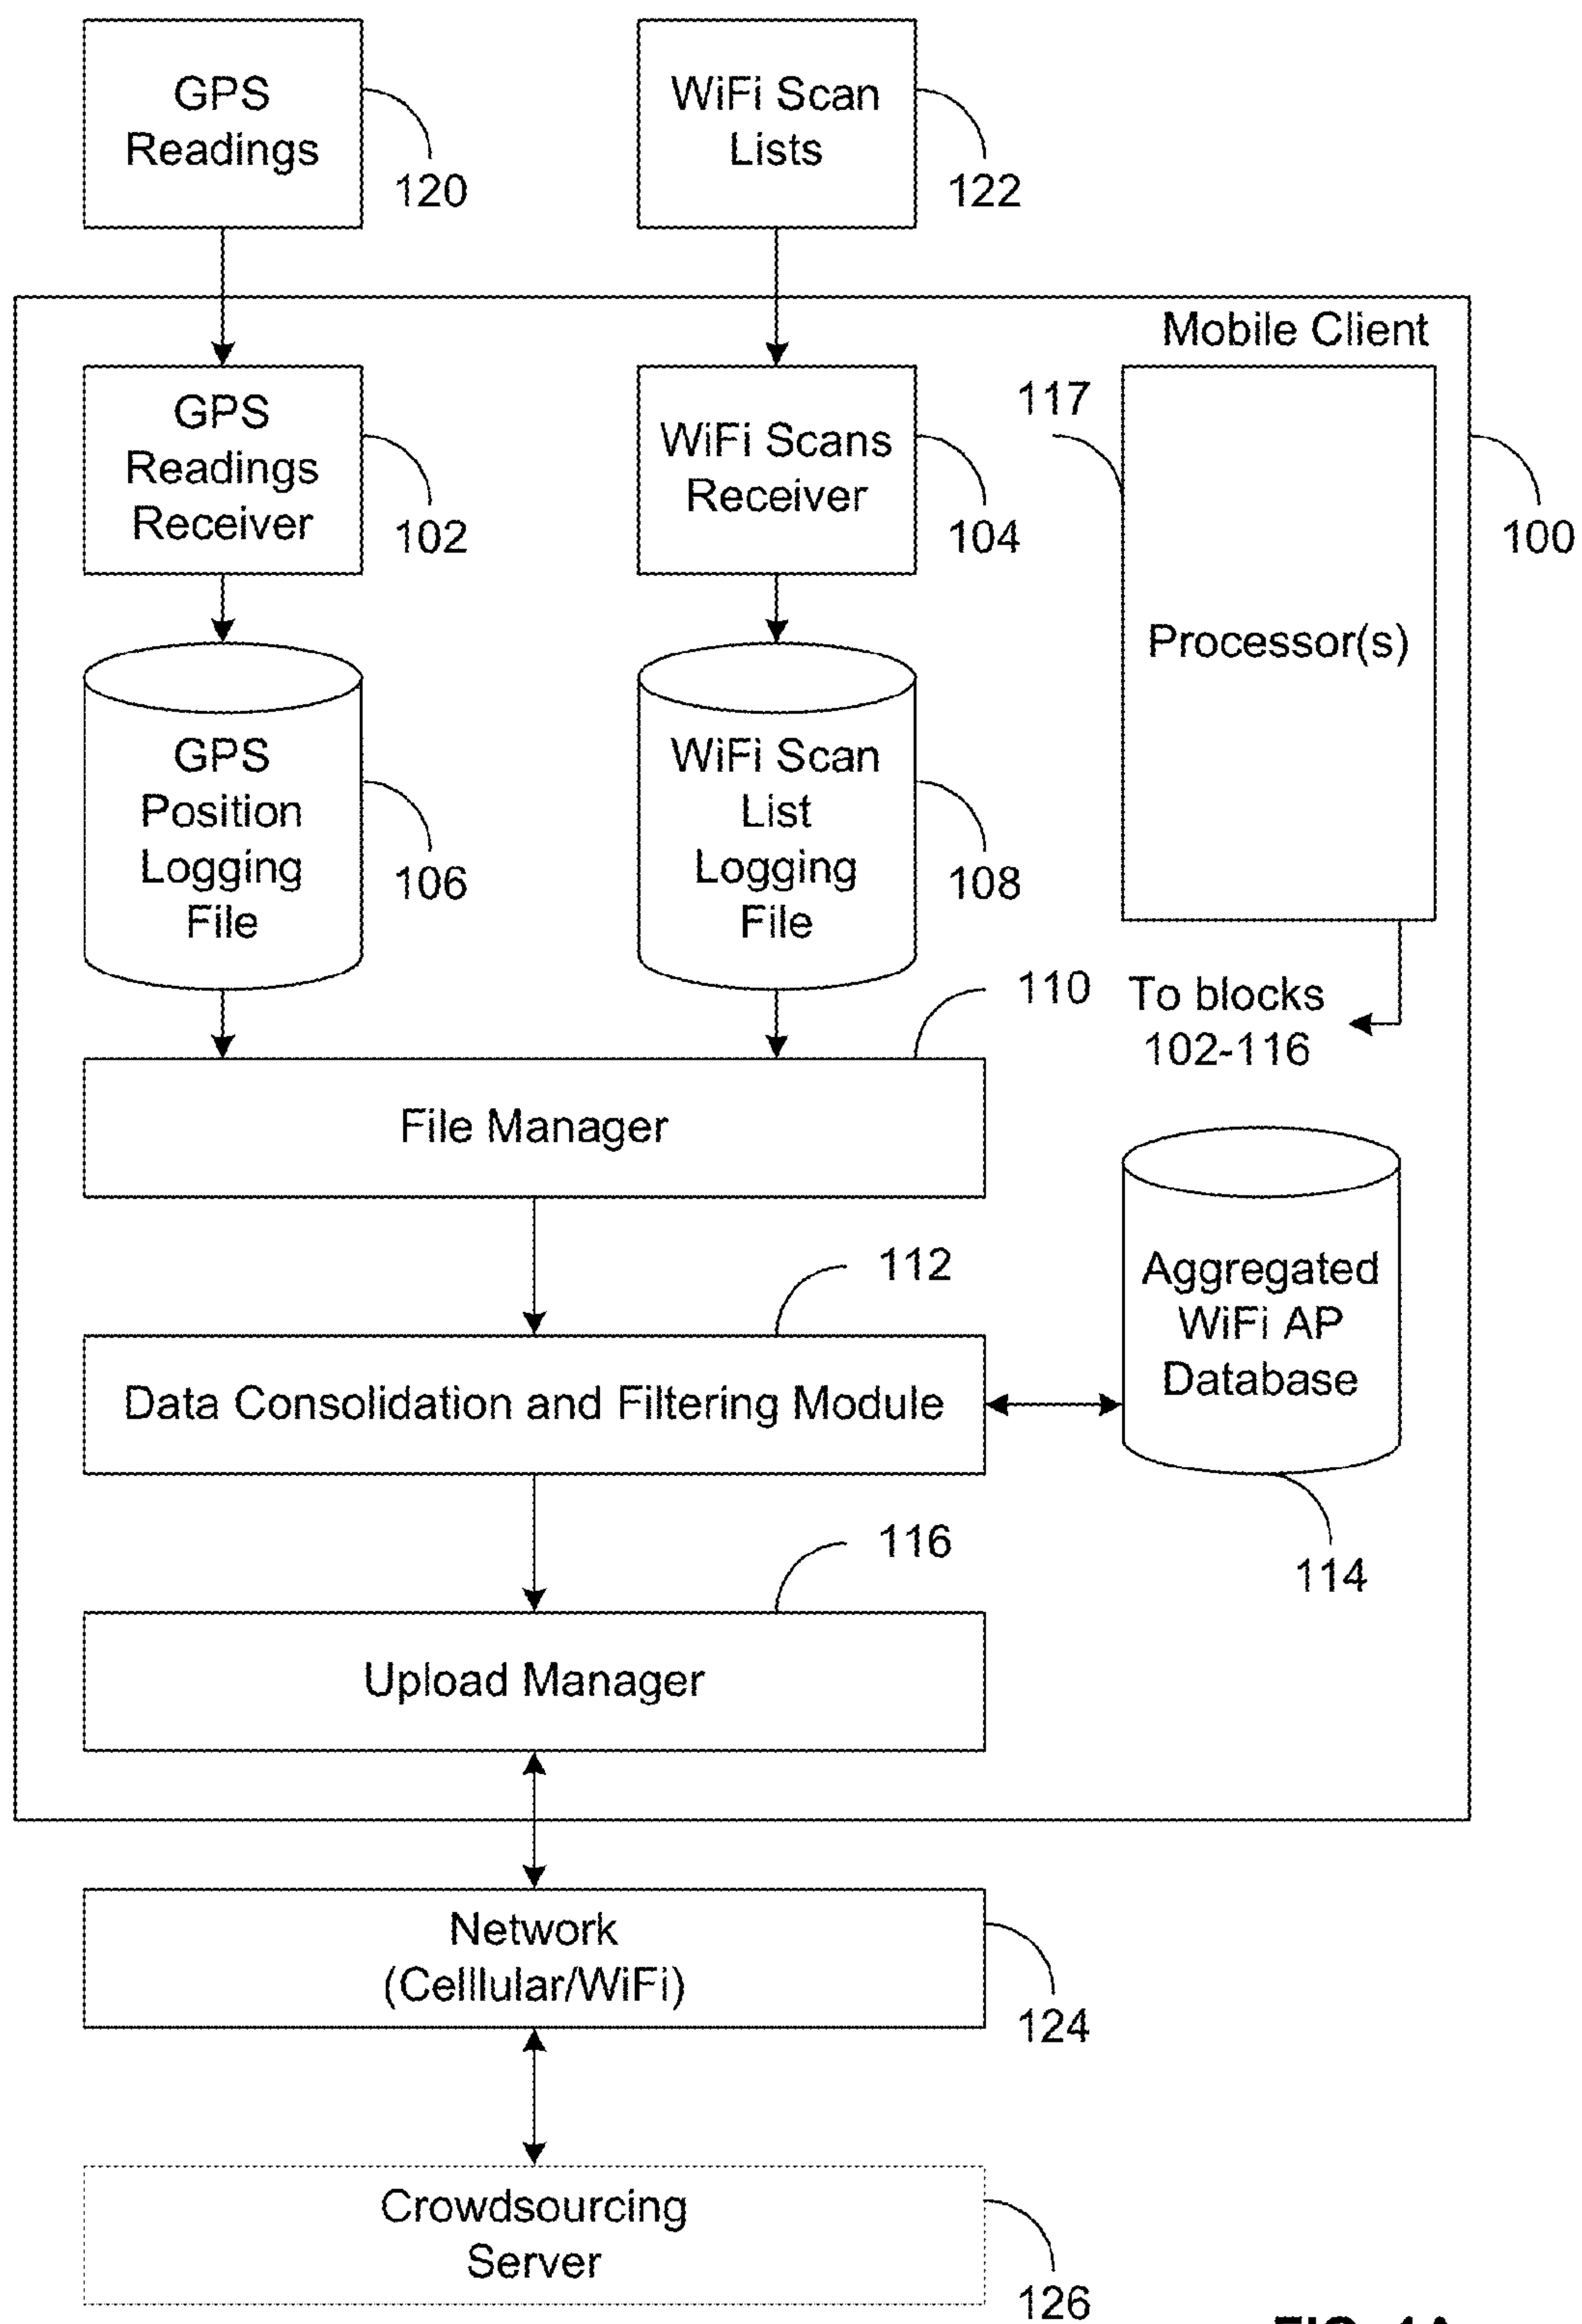 GPS
Readings
120
WiFi Scan
Lists
122
Mobile Client
GPS
Readings
Receiver
102
WiFi Scans
Receiver
104
117
Processor(s)
100
GPS
Position
Logging
File
106
WiFi Scan
List
Logging
File
108
110
To blocks
102-116
File Manager
112
Aggregated
WiFi AP
Database
Data Consolidation and Filtering Module
116
114
Upload Manager
Network
(Celllular/WiFi)
124
Crowdsourcing
Server
126